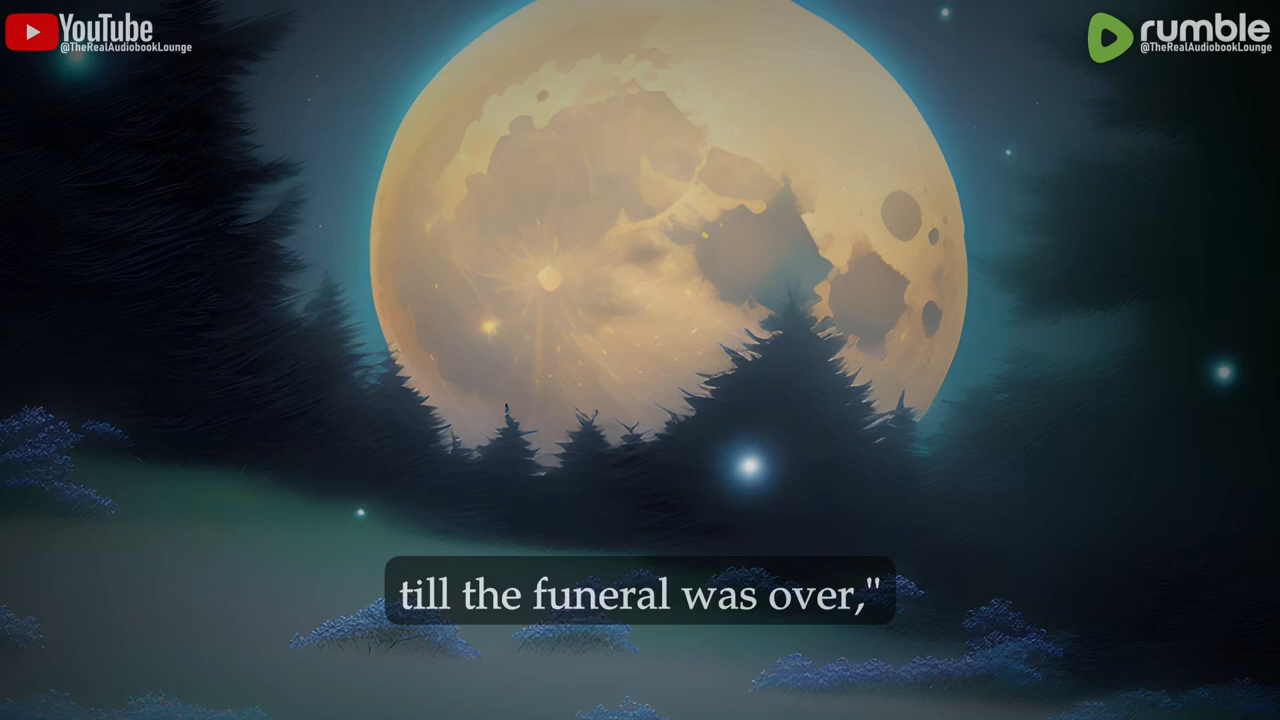 YouTube
@TheRealAudiobookLounge
rumble
@TheRealAudiobookLounge
till the funeral was over,"